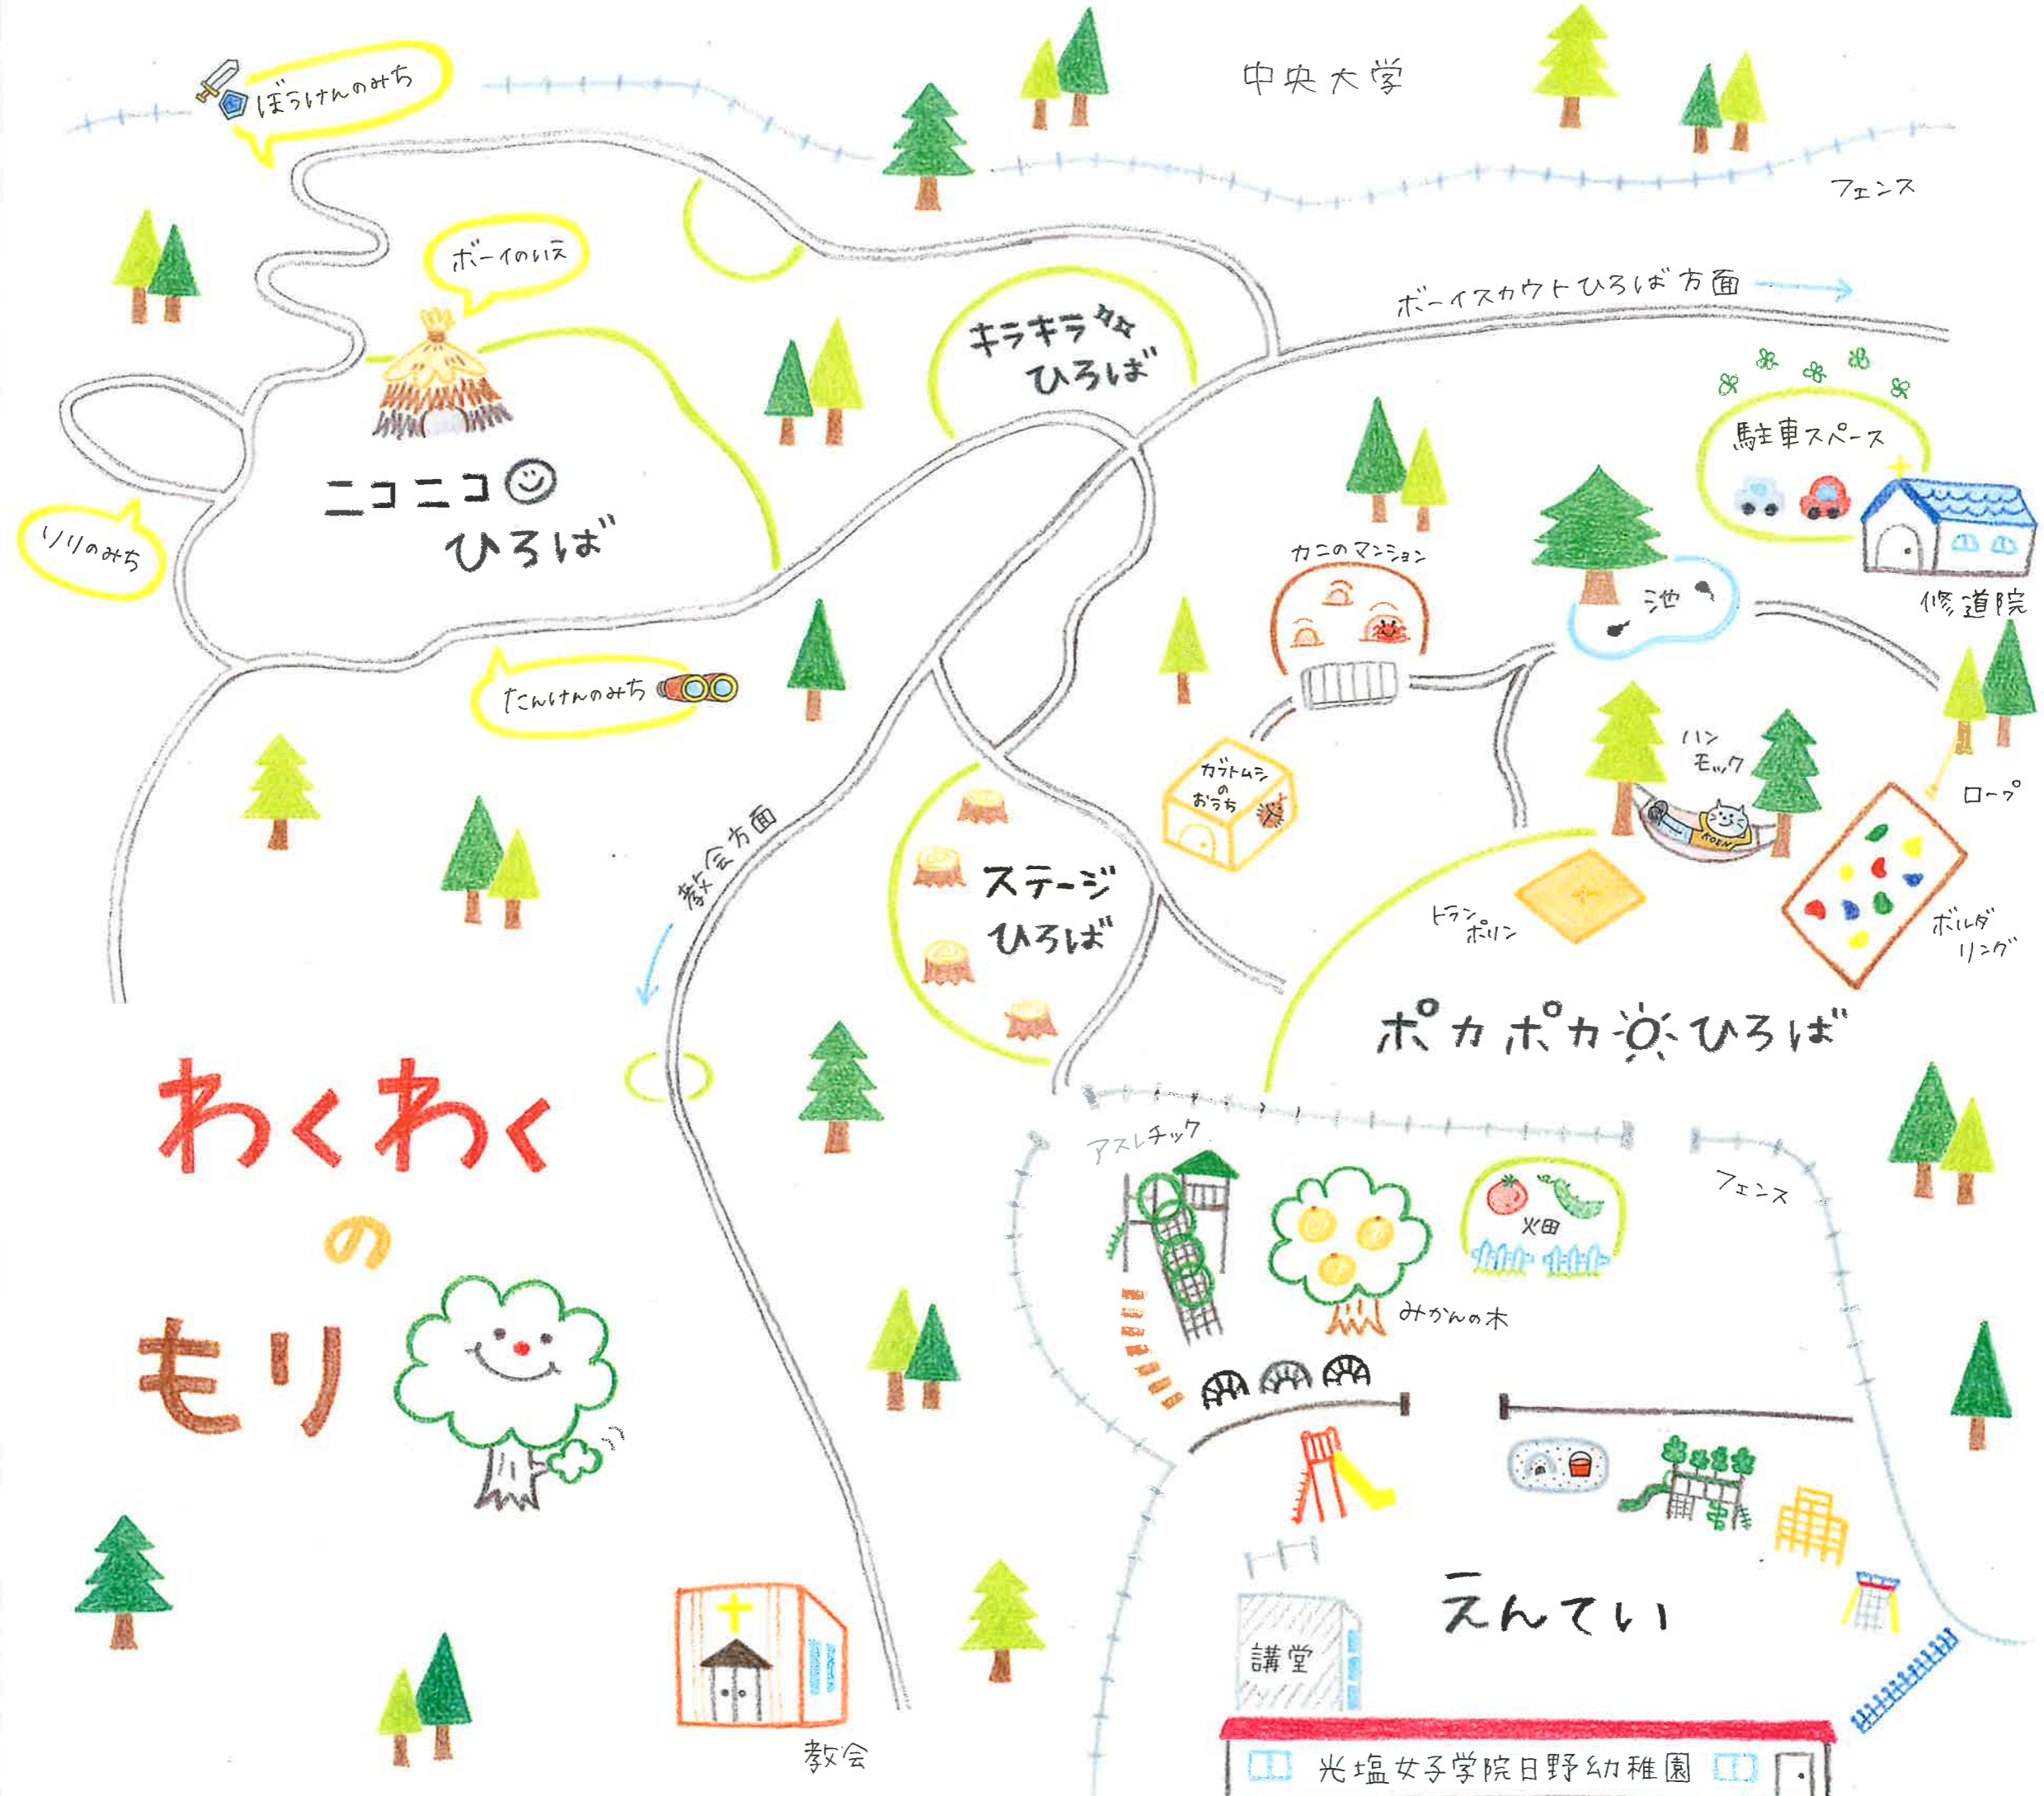 中央大学
ぼうけんのみち
フェンス
ボーイのいえ
ボーイスカウトひろば方面
キラキラ
ひろば
駐車スペース
ニコニコ
ひろば
リリのみち
カニのマンション
池
修道院
たんけんのみち
ハン
モック
カブトムシ
の
おうち
ロープ
KOEN
教会方面
ステージ
ひろば
トラン
ポリン
ボルダ
リング
ポカポカひろば
わくわく
の
もり
アスレチック
フェンス
畑
みかんの木
えんてい
講堂
教会
光塩女子学院日野幼稚園